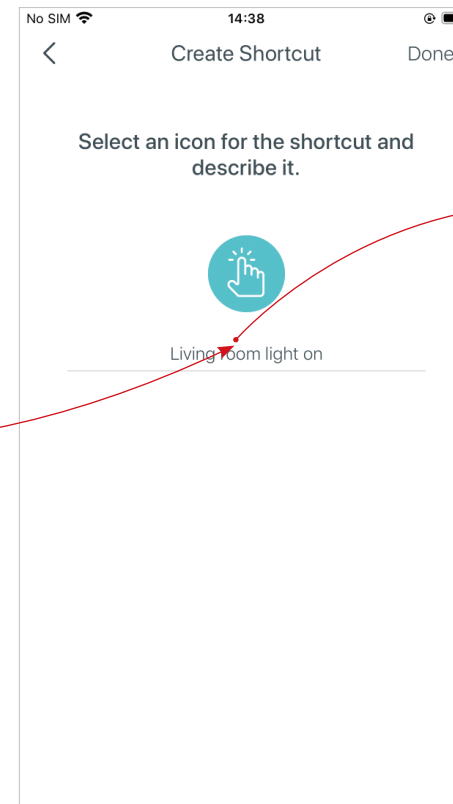 No SIM 14:38
Create Shortcut Done
Select an icon for the shortcut and
describe it.
Living room light on